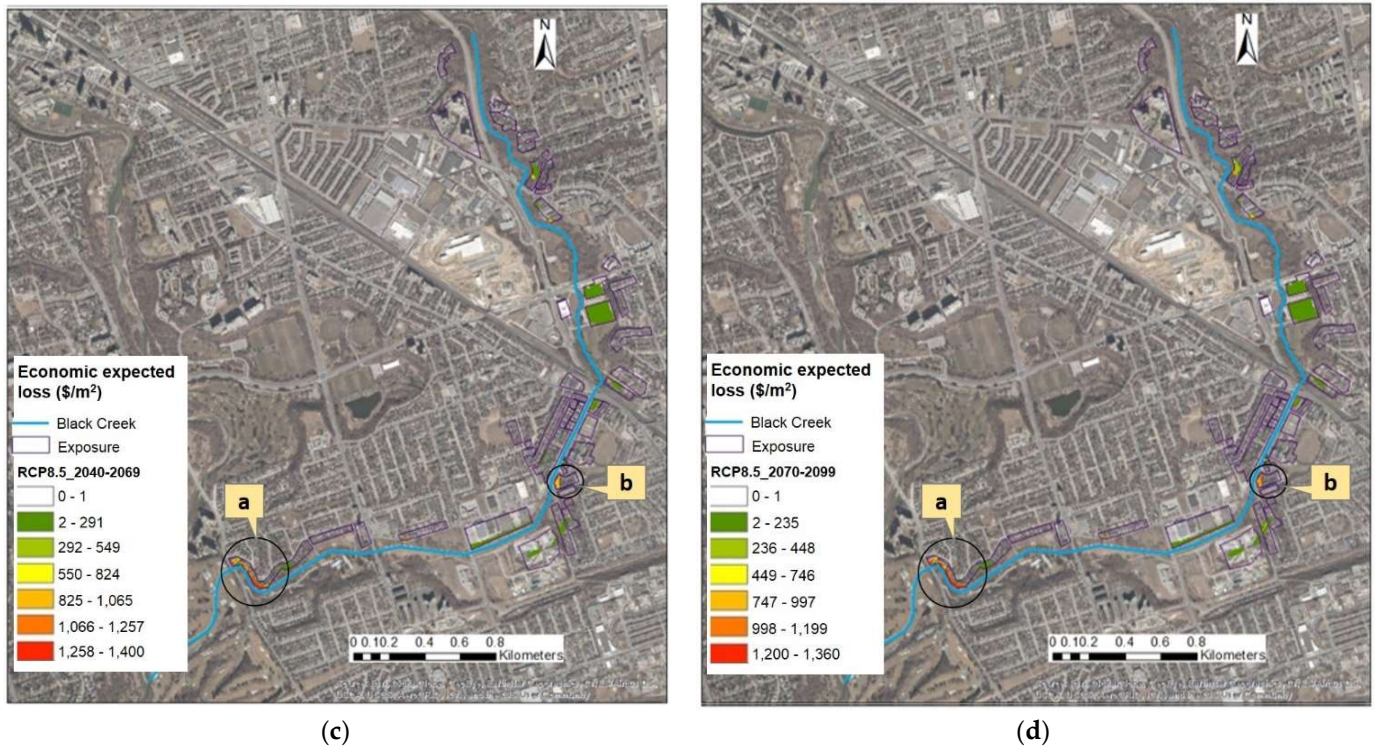 N
Economic expected
loss ($/m²)
Black Creek
Exposure
RCP8.5_2040-2069
0 - 1
2 - 291
292 - 549
550 - 824
825 - 1,065
1,066 - 1,257
1,258 - 1,400
a
b
0 0.10.2 0.4 0.6 0.8
Kilometers
(c)
N
Economic expected
loss ($/m²)
Black Creek
Exposure
RCP8.5_2070-2099
0 - 1
2 - 235
236 - 448
449 - 746
747 - 997
998 - 1,199
1,200 - 1,360
a
b
0 0.10.2 0.4 0.6 0.8
Kilometers
(d)